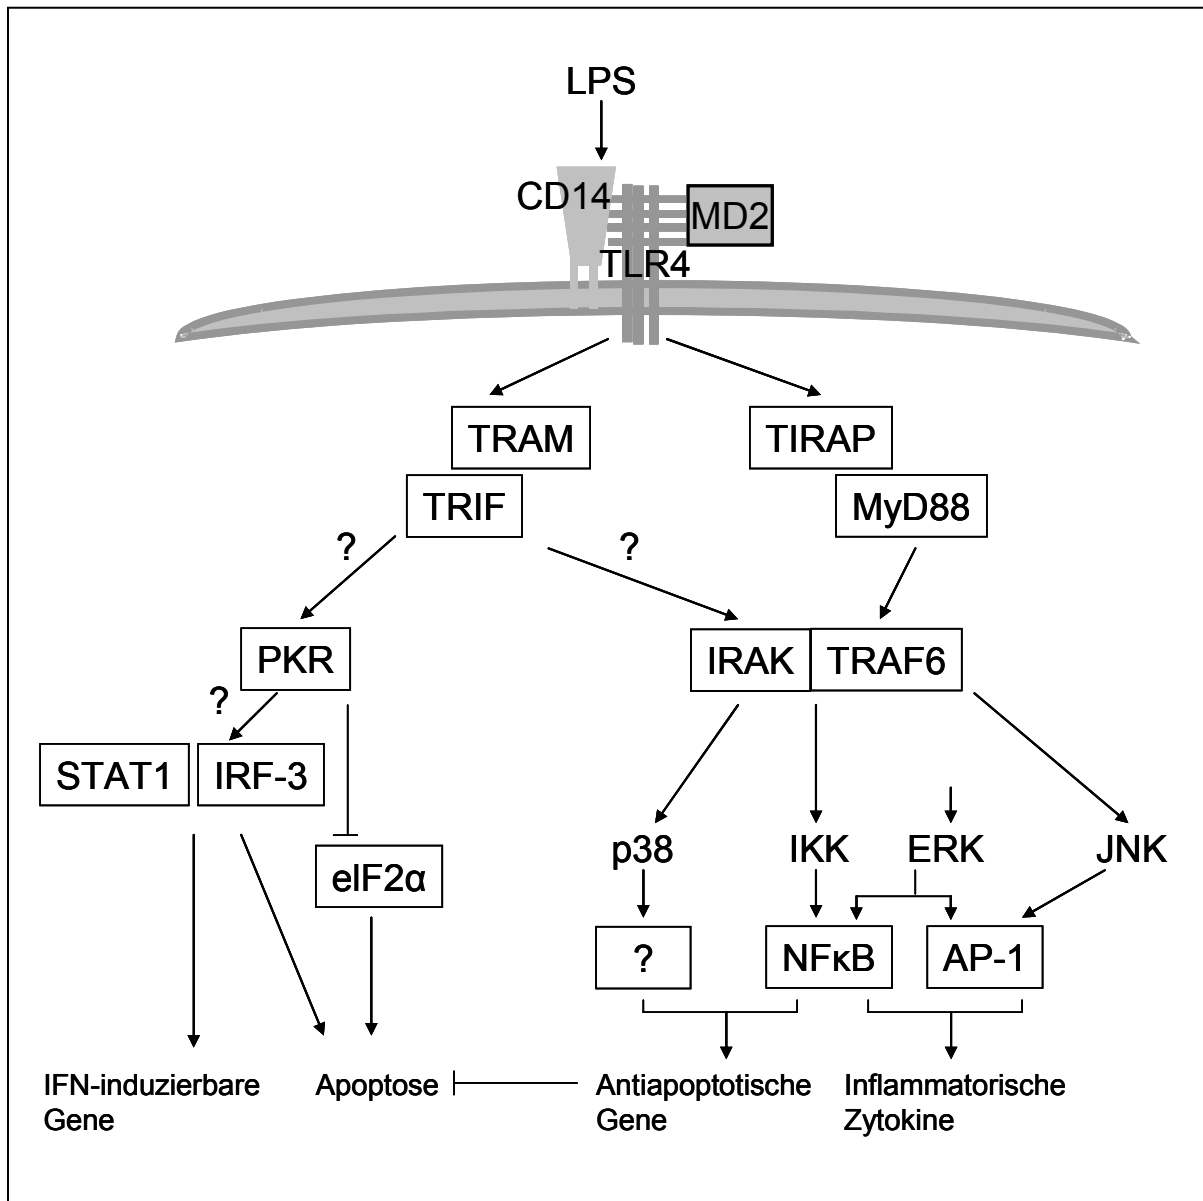 LPS
CD14
MD2
TLR4
TRAM
TIRAP
TRIF
MyD88
?
?
PKR
IRAK
TRAF6
?
STAT1
IRF-3
p38
IKK
ERK
JNK
eIF2α
?
NFκB
AP-1
IFN-induzierbare
Gene
Apoptose
Antiapoptotische
Gene
Inflammatorische
Zytokine